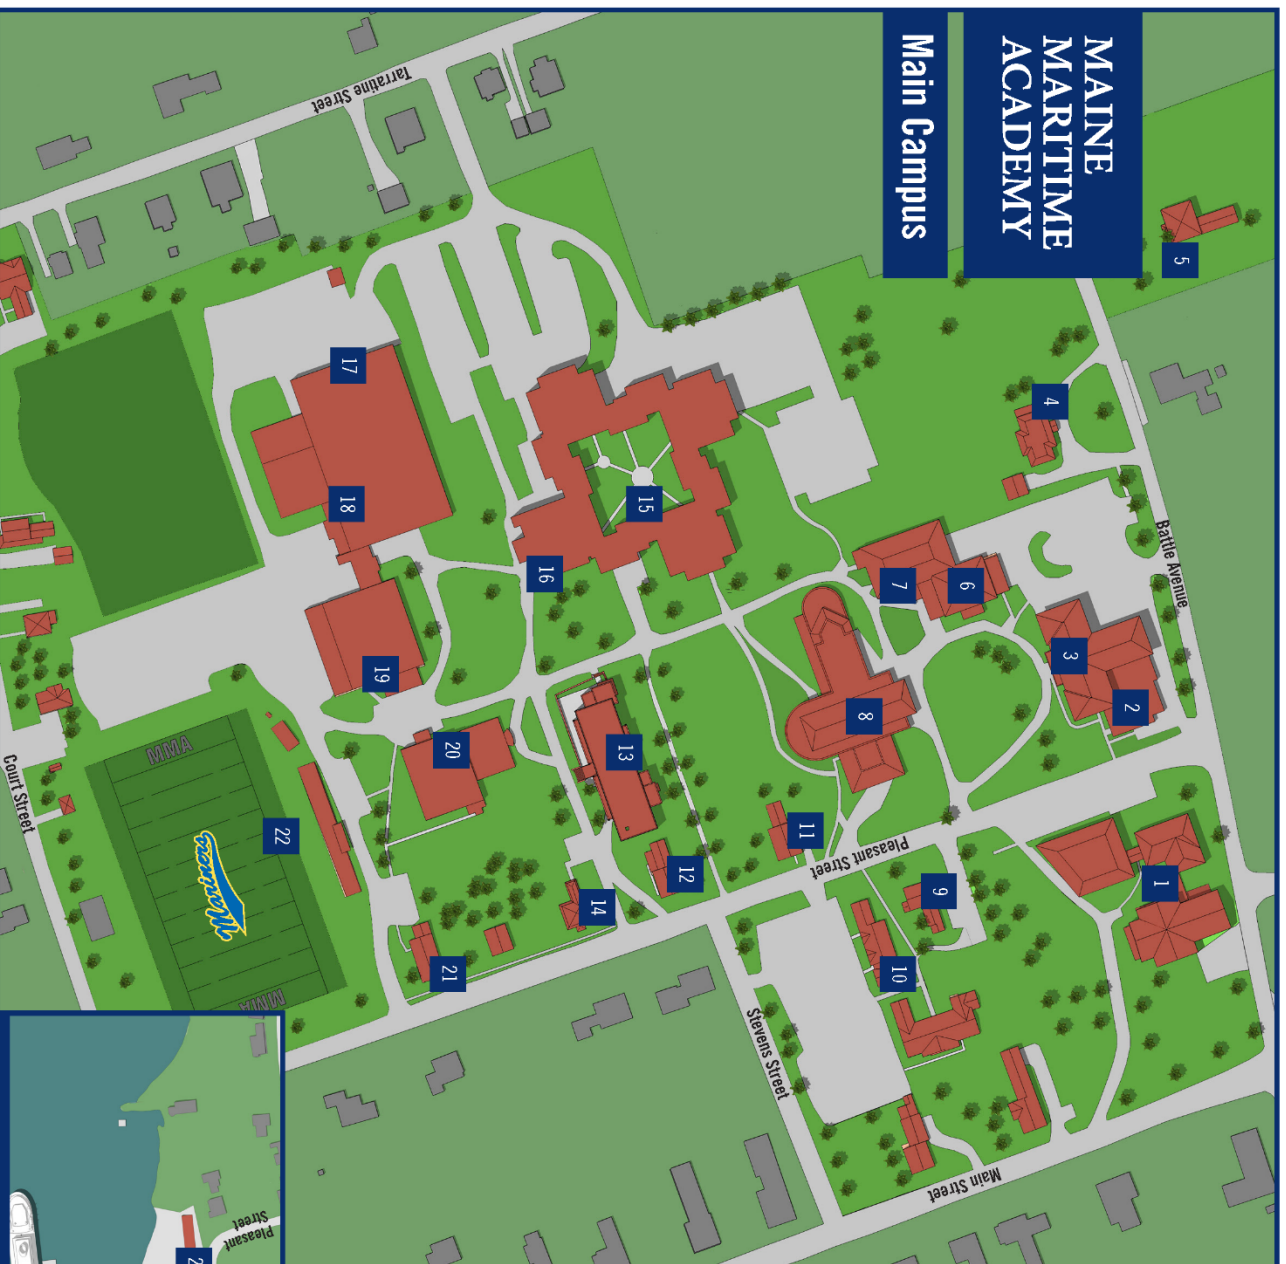 MAINE
MARITIME
ACADEMY
Main Campus
Tarratine Street
Battle Avenue
Pleasant Street
Stevens Street
Main Street
Court Street
1
2
3
4
5
6
7
8
9
10
11
12
13
14
15
16
17
18
19
20
21
22
MMA
Mariners
MMA
Pleasant
Street
2